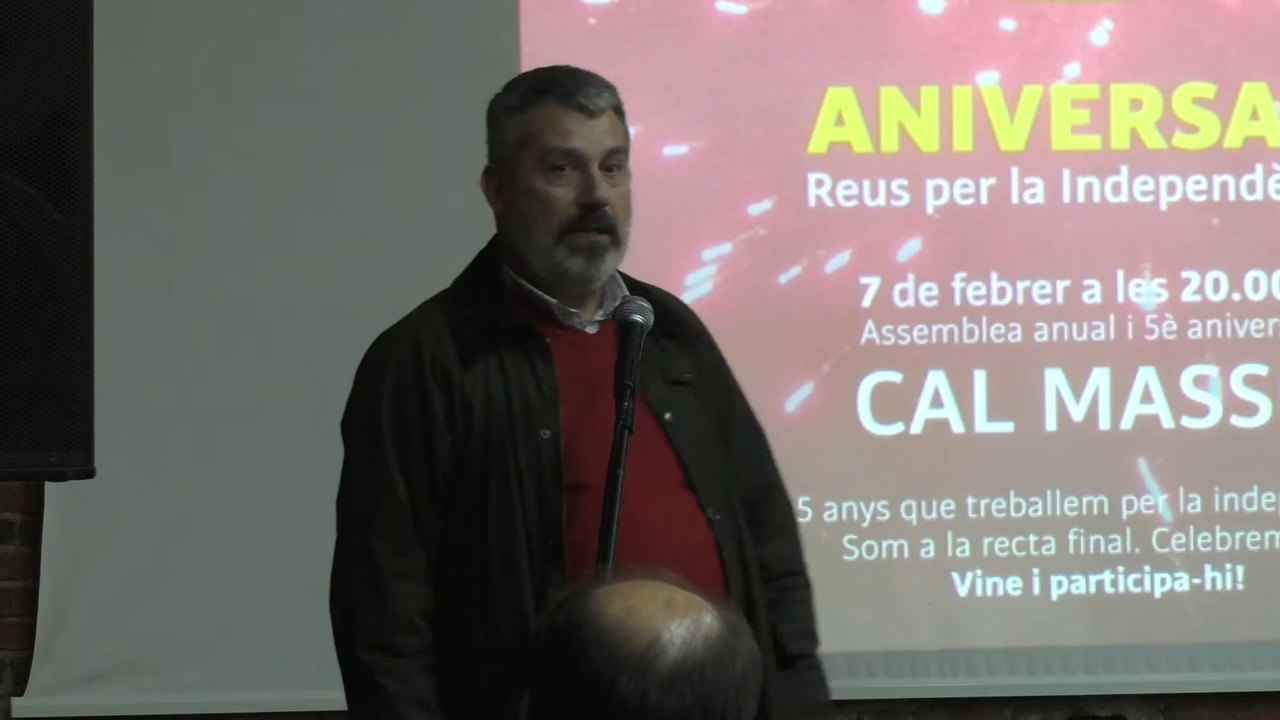 ANIVERSA
Reus per la Independè
7 de febrer a les 20.00
Assemblea anual i 5è aniver
CAL MASS
5 anys que treballem per la inde
Som a la recta final. Celebrem
Vine i participa-hi!